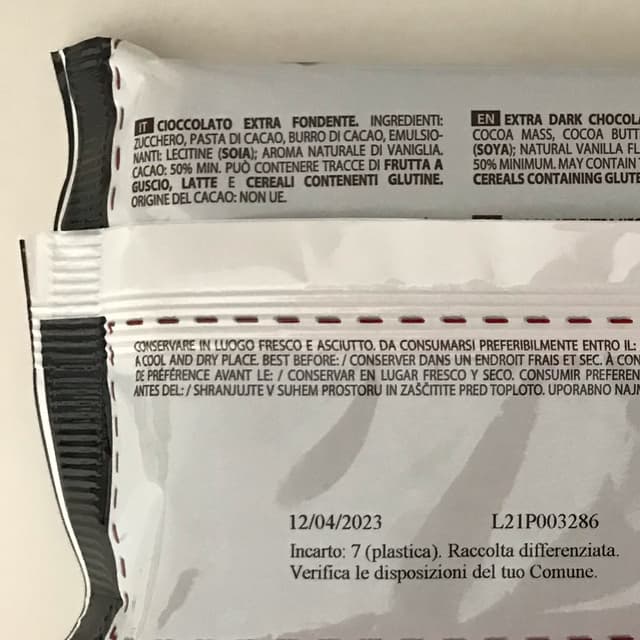 IT CIOCCOLATO EXTRA FONDENTE. INGREDIENTI:
ZUCCHERO, PASTA DI CACAO, BURRO DI CACAO, EMULSIO-
NANTI: LECITINE (SOIA); AROMA NATURALE DI VANIGLIA.
CACAO: 50% MIN. PUÒ CONTENERE TRACCE DI FRUTTA A
GUSCIO, LATTE E CEREALI CONTENENTI GLUTINE.
ORIGINE DEL CACAO: NON UE.
EN EXTRA DARK CHOCOLA
COCOA MASS, COCOA BUTT
(SOYA); NATURAL VANILLA FL
50% MINIMUM. MAY CONTAIN
CEREALS CONTAINING GLUTE
CONSERVARE IN LUOGO FRESCO E ASCIUTTO. DA CONSUMARSI PREFERIBILMENTE ENTRO IL:
A COOL AND DRY PLACE. BEST BEFORE: / CONSERVER DANS UN ENDROIT FRAIS ET SEC. À CON
DE PRÉFÉRENCE AVANT LE: / CONSERVAR EN LUGAR FRESCO Y SECO. CONSUMIR PREFEREN
ANTES DEL: / SHRANJUJTE V SUHEM PROSTORU IN ZAŠČITITE PRED TOPLOTO. UPORABNO NAJ
12/04/2023 L21P003286
Incarto: 7 (plastica). Raccolta differenziata.
Verifica le disposizioni del tuo Comune.